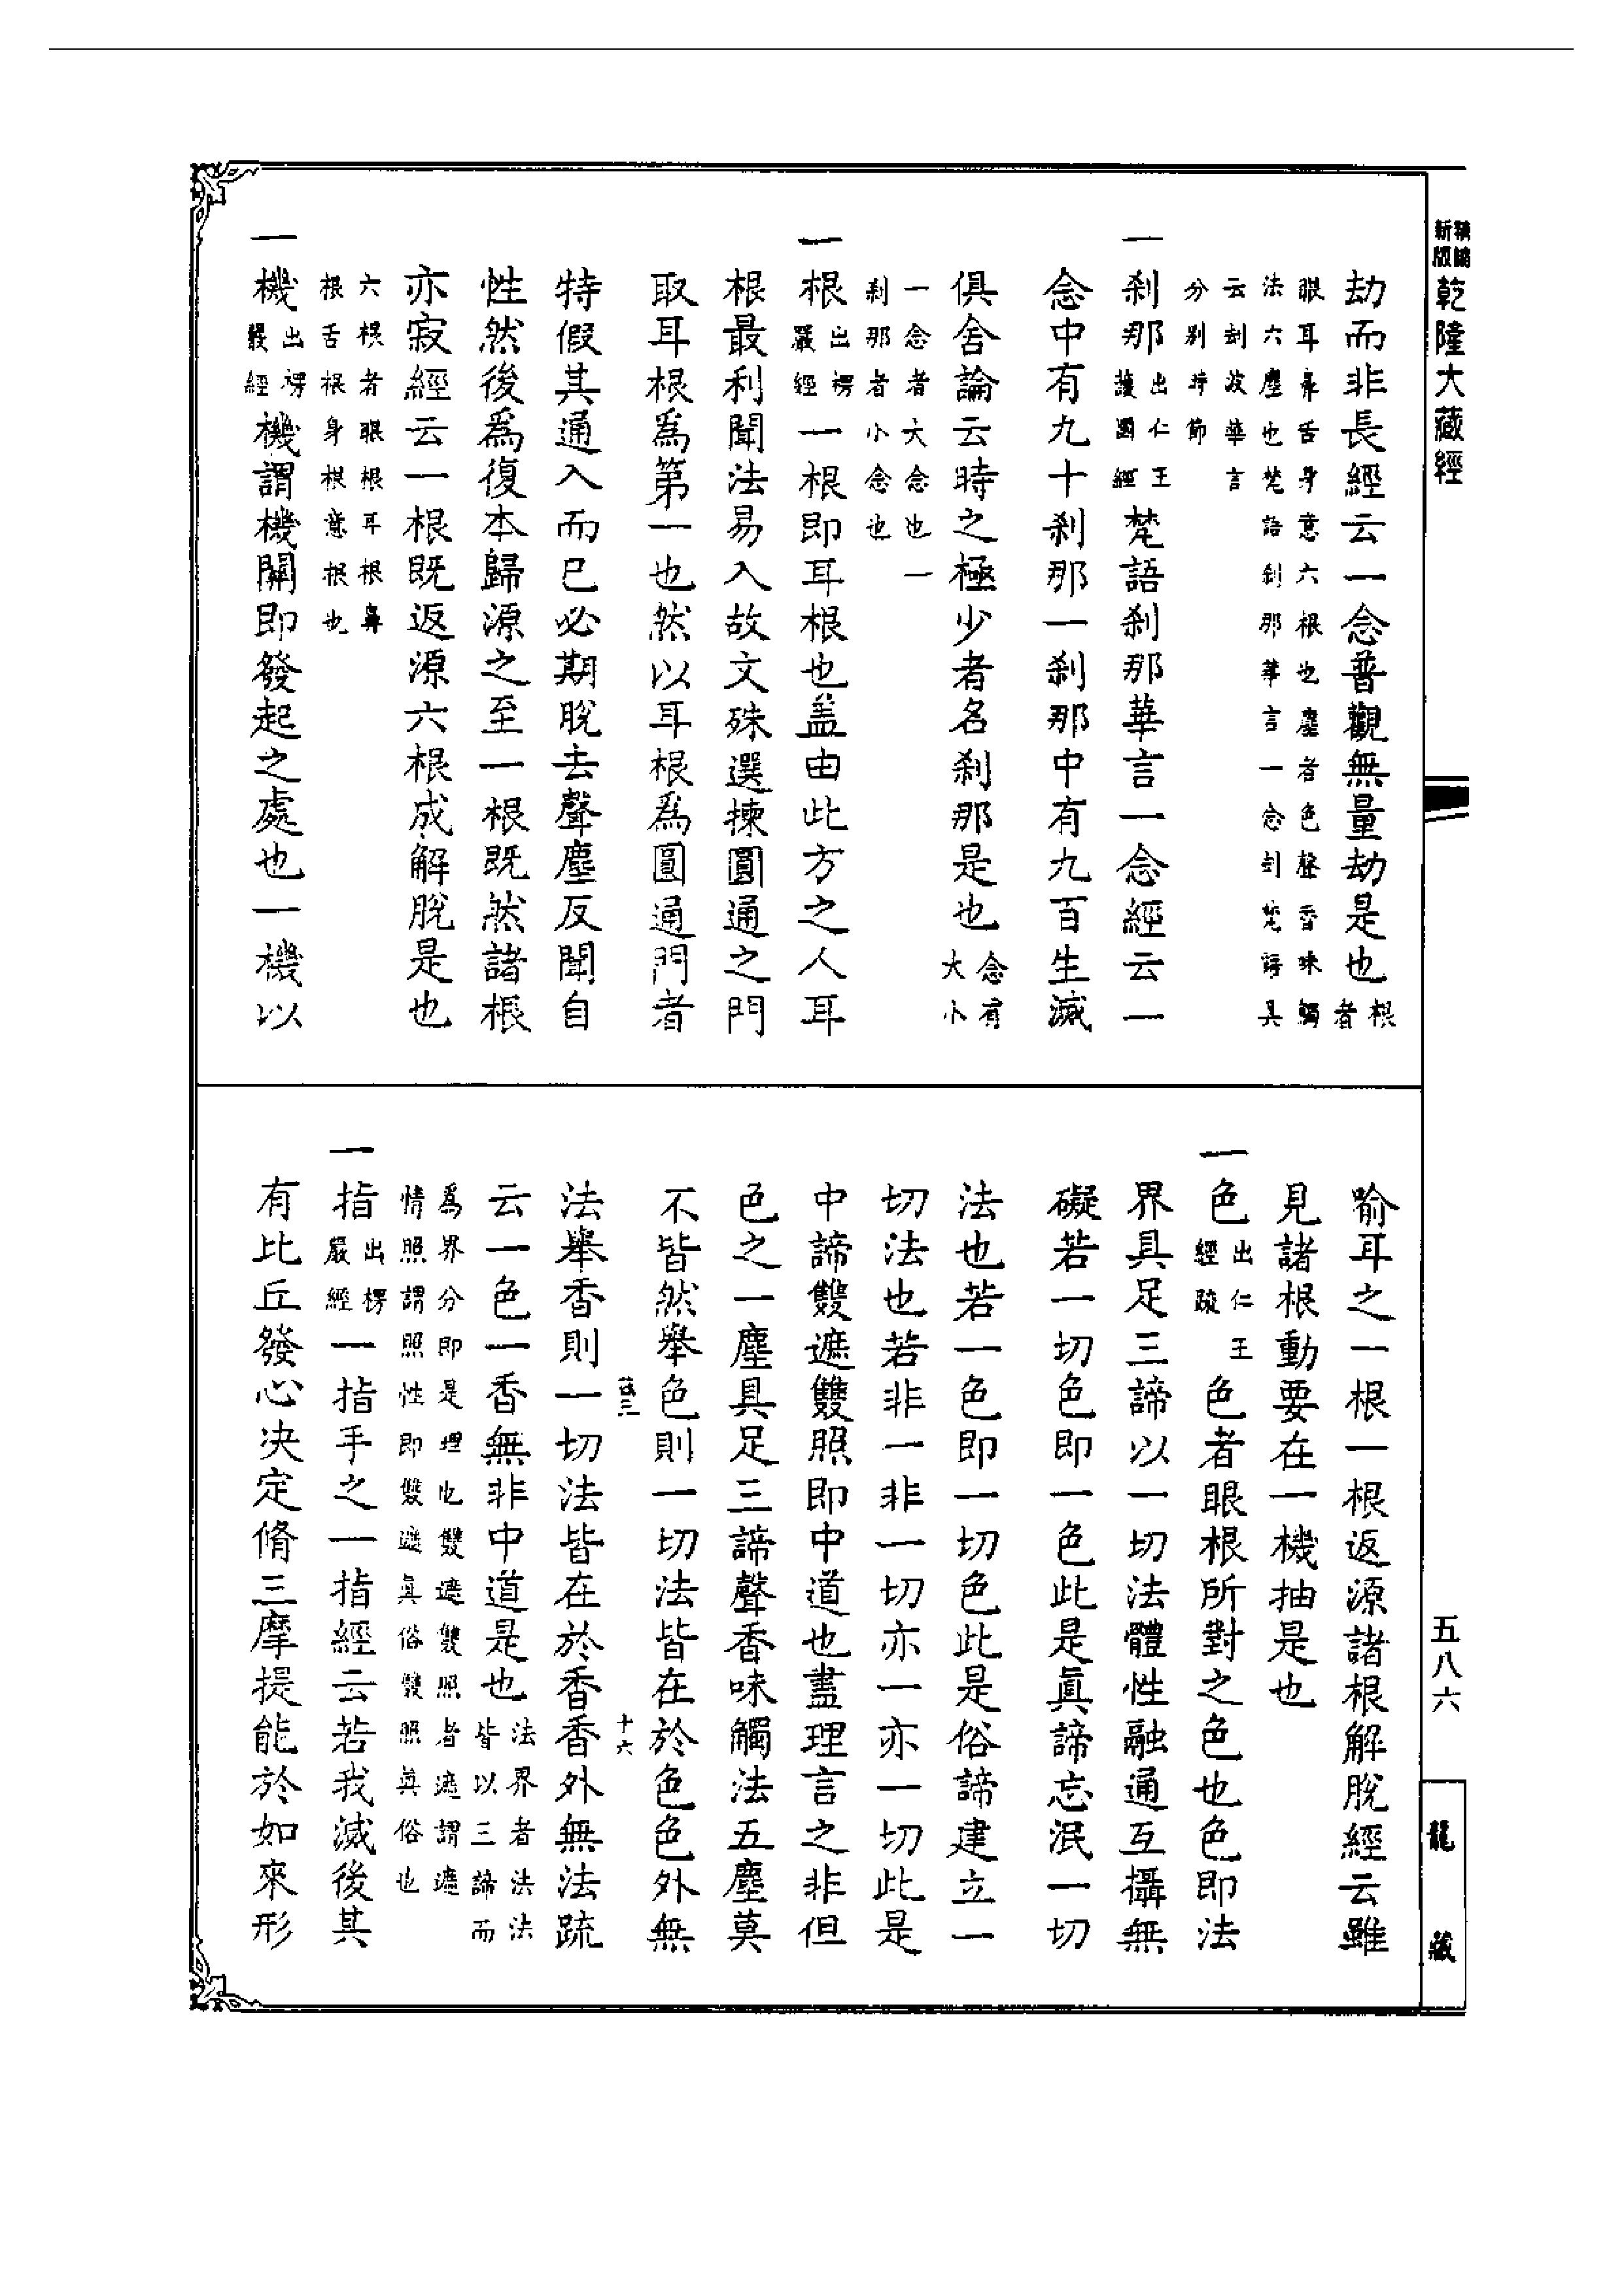 新版精縮乾隆大藏經
劫而非長經云一念普觀無量劫是也根者
眼耳鼻舌身意六根也塵者色聲香味觸
法六塵也梵語刹那華言一念刧梵語具
云刧波華言
分别時節
一刹那出仁王護國經梵語刹那華言一念經云一
念中有九十刹那一刹那中有九百生滅
俱舍論云時之極少者名刹那是也念有大小
一念者大念也一
刹那者小念也
一根出楞嚴經一根即耳根也盖由此方之人耳
根最利聞法易入故文殊選揀圓通之門
取耳根爲第一也然以耳根爲圓通門者
特假其通入而已必期脫去聲塵反聞自
性然後爲復本歸源之至一根既然諸根
亦寂經云一根既返源六根成解脫是也
六根者眼根耳根鼻
根舌根身根意根也
一機出楞嚴經機謂機關即發起之處也一機以
喻耳之一根一根返源諸根解脫經云雖
見諸根動要在一機抽是也
一色出仁王經疏色者眼根所對之色也色即法
界具足三諦以一切法體性融通互攝無
礙若一切色即一色此是眞諦忘泯一切
法也若一色即一切色此是俗諦建立一
切法也若非一非一切亦一亦一切此是
中諦雙遮雙照即中道也盡理言之非但
色之一塵具足三諦聲香味觸法五塵莫
不皆然舉色則一切法皆在於色色外無
十六
法舉香則一切法皆在於香香外無法疏
云一色一香無非中道是也法界者法法皆以三諦而
爲界分即是理也雙遮雙照者遮謂遮
情照謂照性即雙遮眞俗雙照眞俗也
一指出楞嚴經一指手之一指經云若我滅後其
有比丘發心决定脩三摩提能於如來形
五八六
龍藏